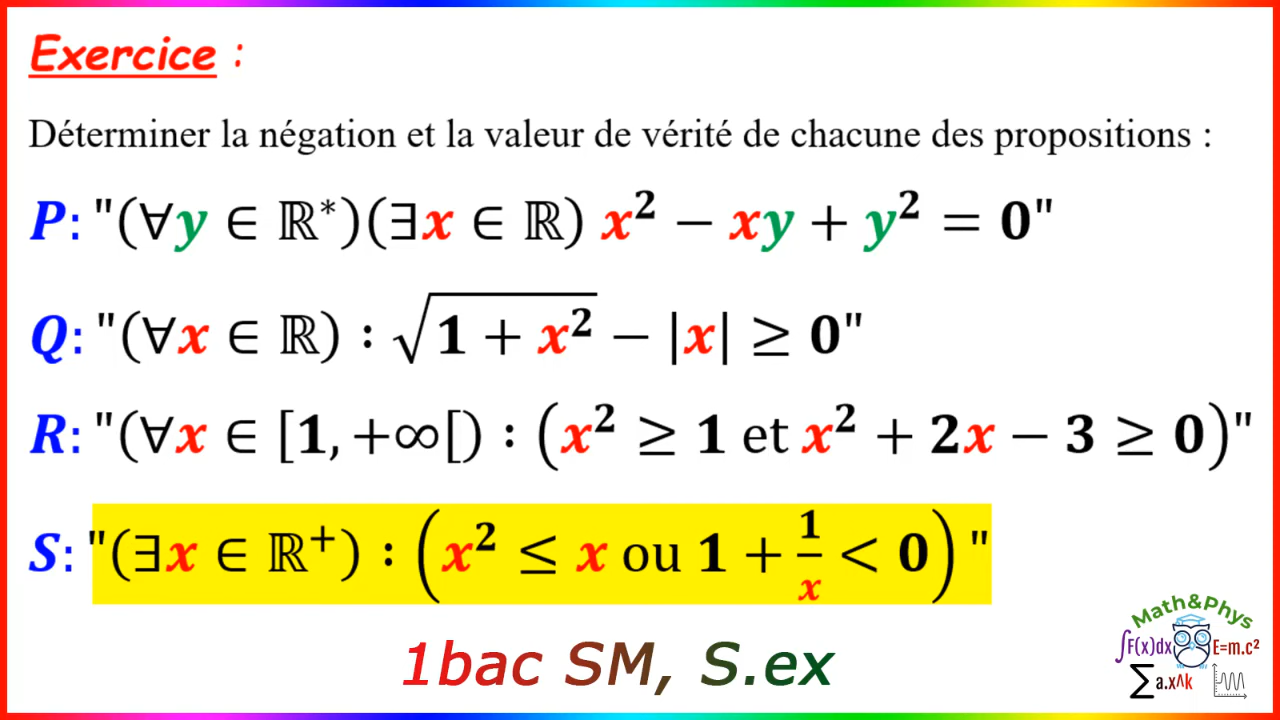 Exercice :
Déterminer la négation et la valeur de vérité de chacune des propositions :
P: "(∀y ∈ ℝ*)(∃x ∈ ℝ) x² − xy + y² = 0"
Q: "(∀x ∈ ℝ) : √(1 + x²) − |x| ≥ 0"
R: "(∀x ∈ [1, +∞[) : (x² ≥ 1 et x² + 2x − 3 ≥ 0)"
S: "(∃x ∈ ℝ⁺) : (x² ≤ x ou 1 + 1/x < 0)"
1bac SM, S.ex
Math&Phys
∫F(x)dx E=m.c²
∑ a.x∧k